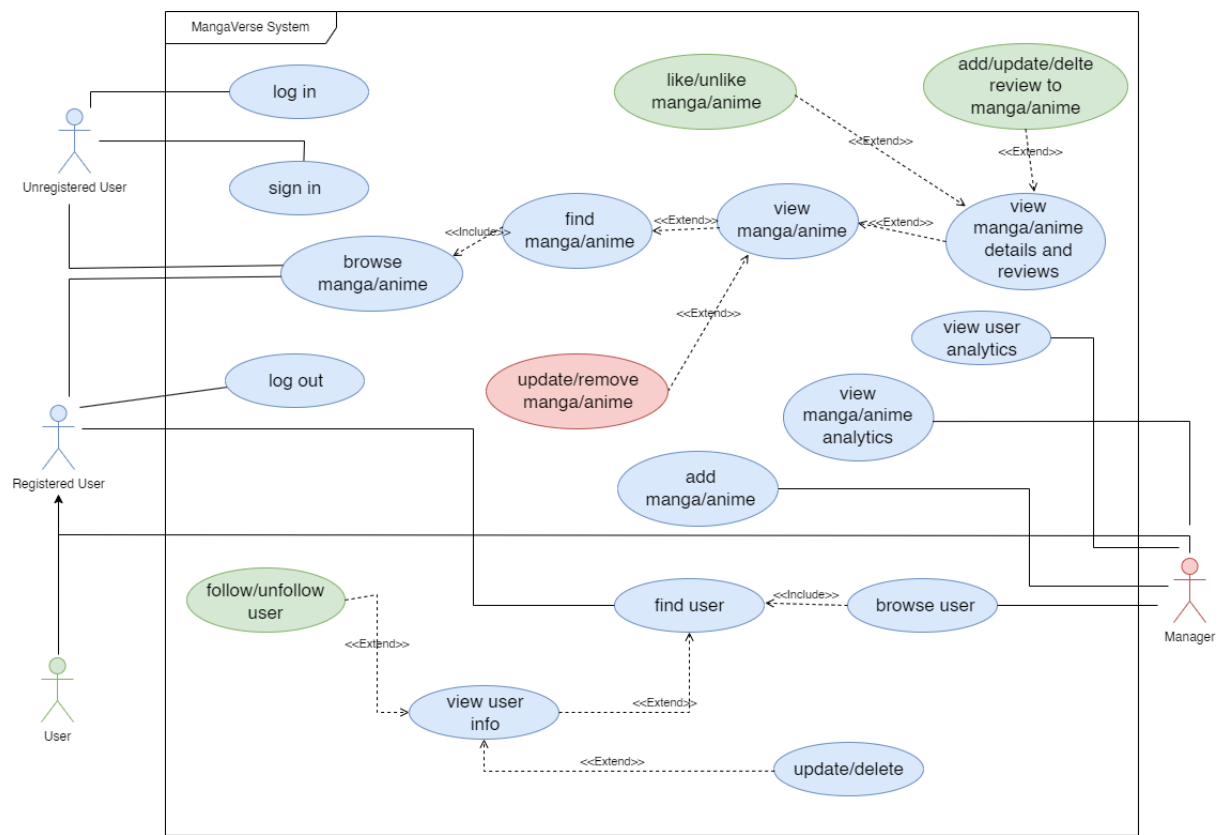 MangaVerse System
log in
like/unlike
manga/anime
add/update/delte
review to
manga/anime
<<Extend>>
<<Extend>>
Unregistered User
sign in
find
manga/anime
view
manga/anime
view
manga/anime
details and
reviews
<<Include>>
<<Extend>>
<<Extend>>
browse
manga/anime
<<Extend>>
view user
analytics
log out
update/remove
manga/anime
view
manga/anime
analytics
Registered User
add
manga/anime
follow/unfollow
user
find user
<<Include>>
browse user
Manager
<<Extend>>
User
view user
info
<<Extend>>
<<Extend>>
update/delete